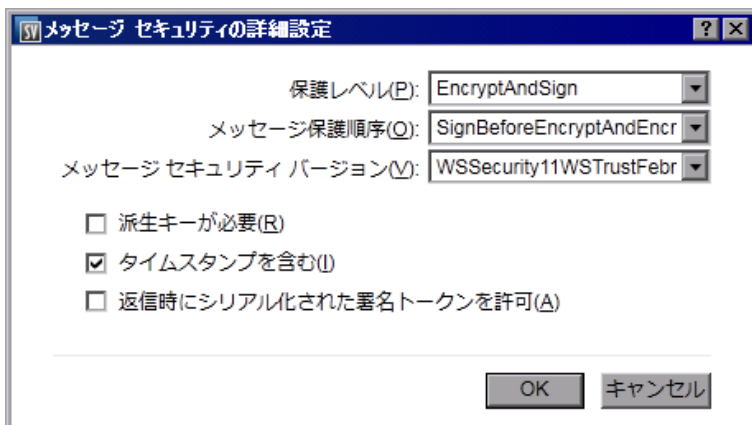 SV メッセージ セキュリティの詳細設定 ? ×
保護レベル(P): EncryptAndSign
メッセージ保護順序(O): SignBeforeEncryptAndEncr
メッセージ セキュリティ バージョン(V): WSSecurity11WSTrustFebr
派生キーが必要(R)
タイムスタンプを含む(I)
返信時にシリアル化された署名トークンを許可(A)
OK キャンセル